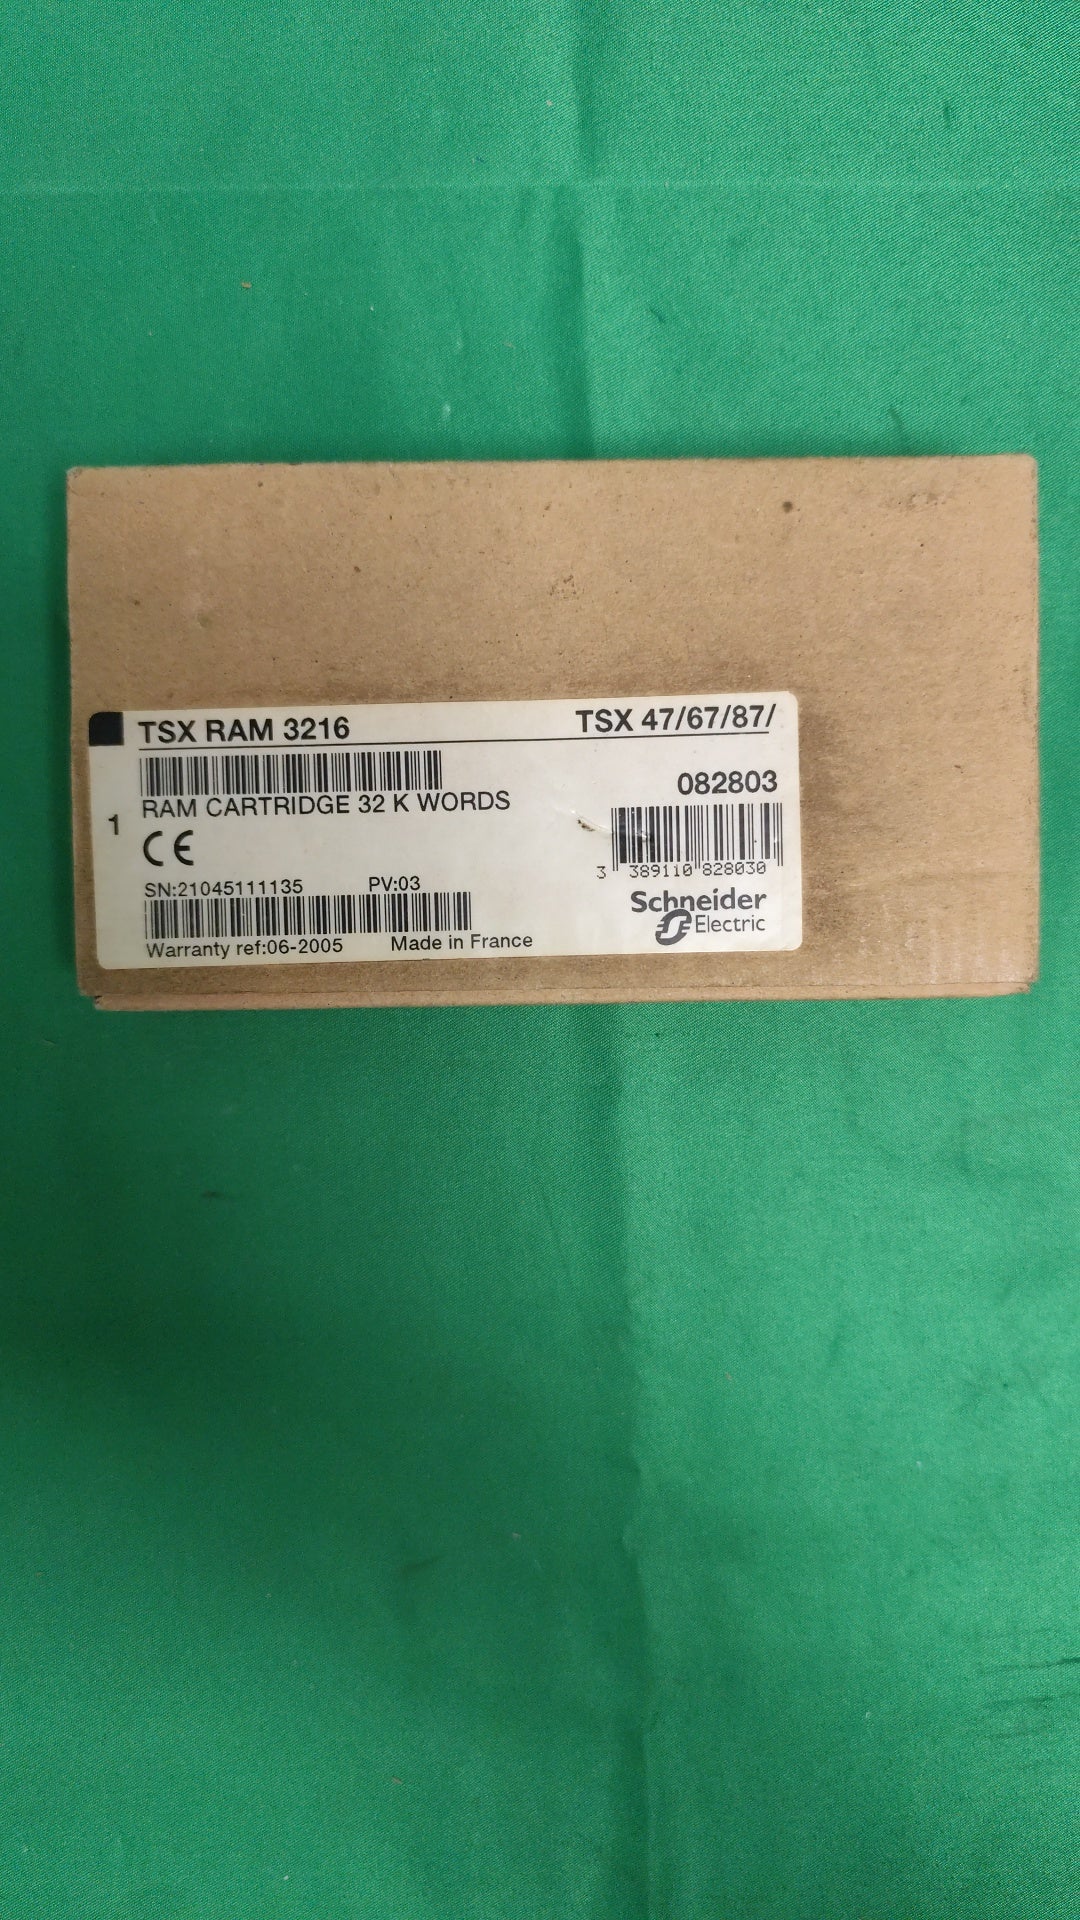 TSX RAM 3216 TSX 47/67/87/
082803
RAM CARTRIDGE 32 K WORDS
1
CE
3 389110 828030
SN:21045111135 PV:03
Schneider
Electric
Warranty ref:06-2005 Made in France